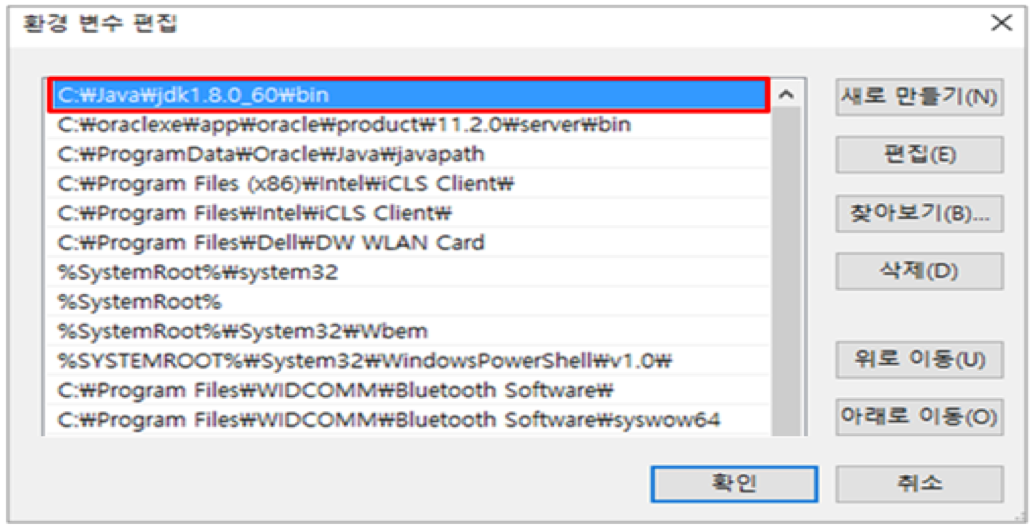 환경 변수 편집
C:₩Java₩jdk1.8.0_60₩bin
C:₩oraclexe₩app₩oracle₩product₩11.2.0₩server₩bin
C:₩ProgramData₩Oracle₩Java₩javapath
C:₩Program Files (x86)₩Intel₩iCLS Client₩
C:₩Program Files₩Intel₩iCLS Client₩
C:₩Program Files₩Dell₩DW WLAN Card
%SystemRoot%₩system32
%SystemRoot%
%SystemRoot%₩System32₩Wbem
%SYSTEMROOT%₩System32₩WindowsPowerShell₩v1.0₩
C:₩Program Files₩WIDCOMM₩Bluetooth Software₩
C:₩Program Files₩WIDCOMM₩Bluetooth Software₩syswow64
새로 만들기(N)
편집(E)
찾아보기(B)...
삭제(D)
위로 이동(U)
아래로 이동(O)
확인
취소